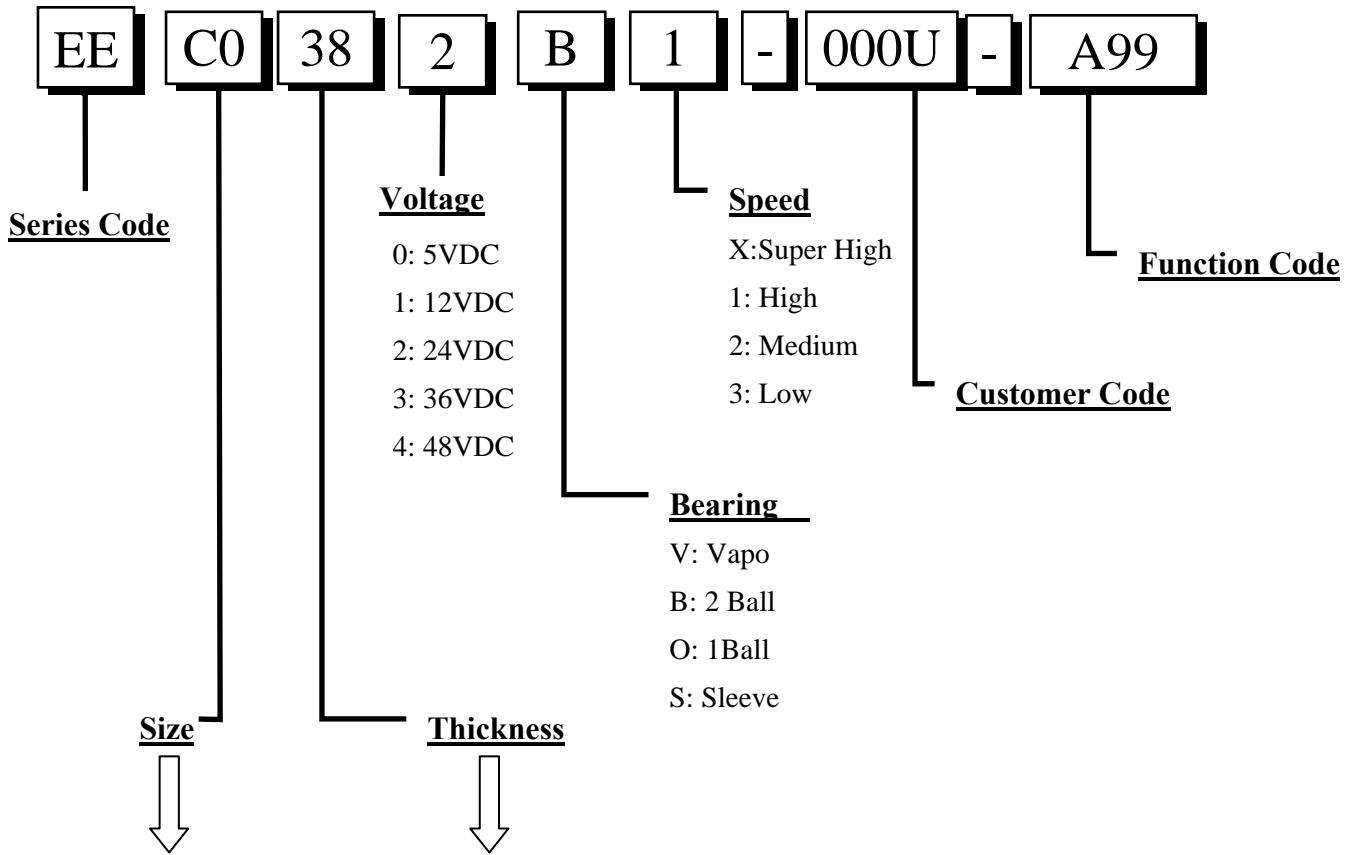 EE C0 38 2 B 1 - 000U - A99
Series Code
Voltage
0: 5VDC
1: 12VDC
2: 24VDC
3: 36VDC
4: 48VDC
Speed
X:Super High
1: High
2: Medium
3: Low
Function Code
Customer Code
Bearing
V: Vapo
B: 2 Ball
O: 1Ball
S: Sleeve
Size
Thickness